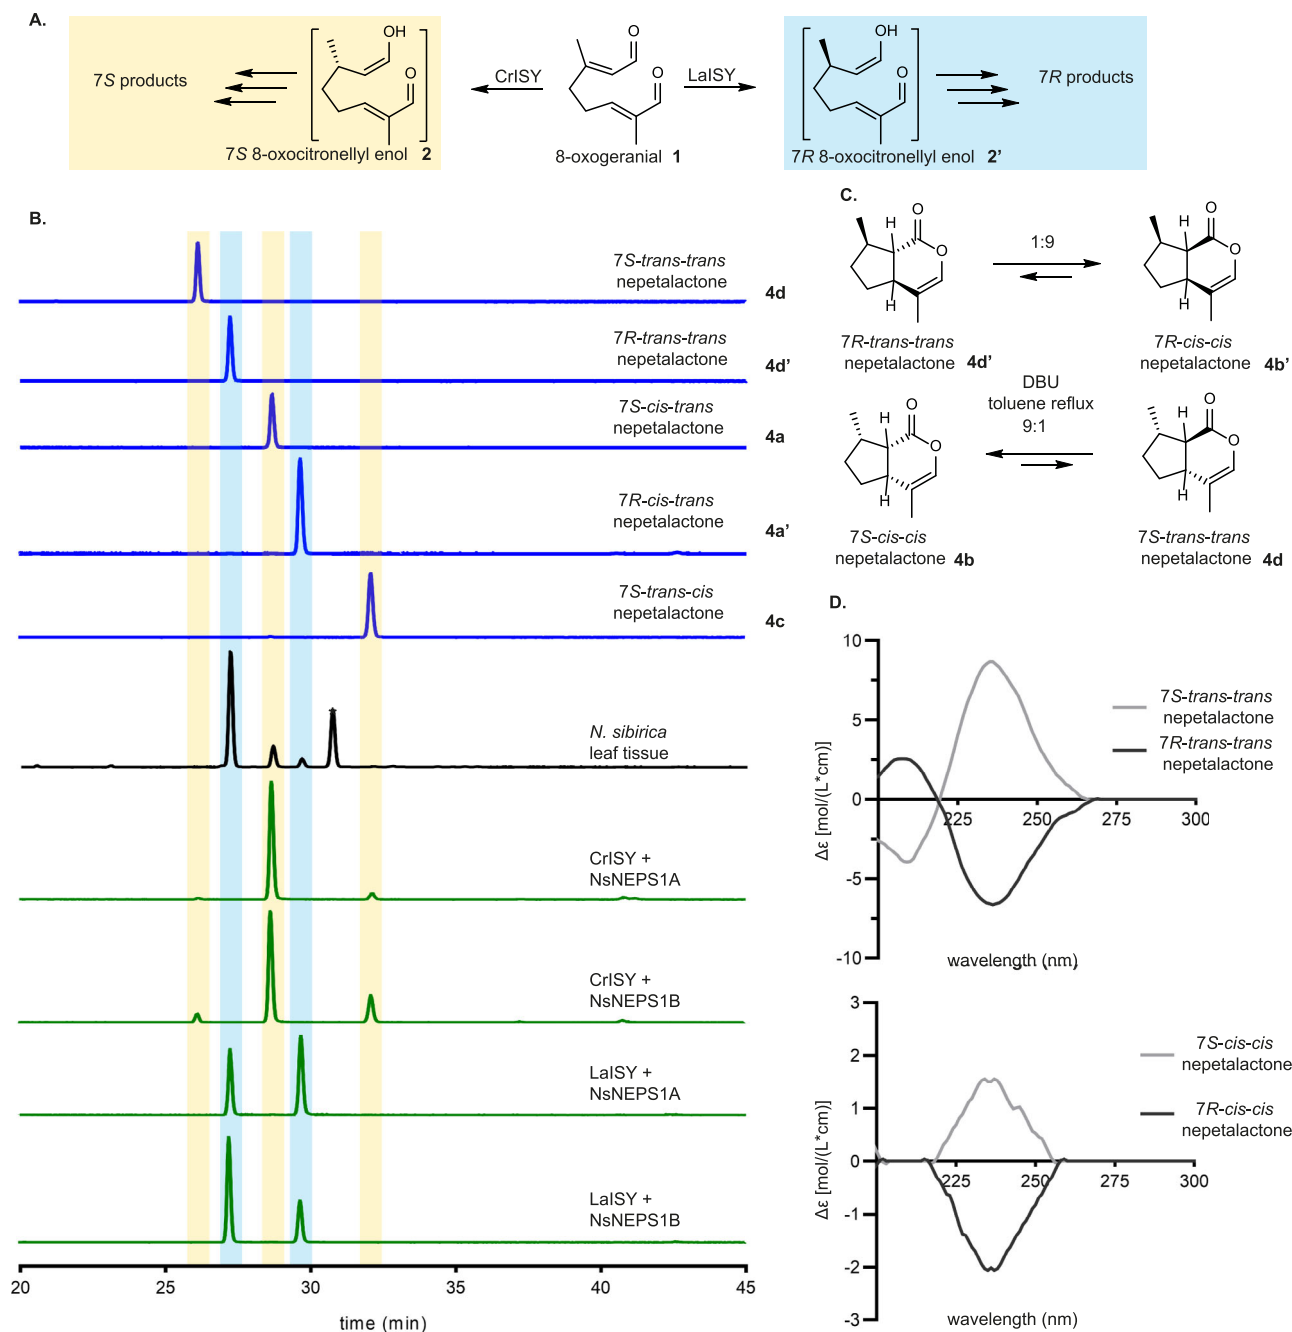 A.
OH
O
O
7S products
CrISY
LaISY
7R products
O
OH
O
7S 8-oxocitronellyl enol 2
8-oxogeranial 1
7R 8-oxocitronellyl enol 2'
B.
7S-trans-trans
nepetalactone
4d
7R-trans-trans
nepetalactone
4d'
7S-cis-trans
nepetalactone
4a
7R-cis-trans
nepetalactone
4a'
7S-trans-cis
nepetalactone
4c
N. sibirica
leaf tissue
*
CrISY +
NsNEPS1A
CrISY +
NsNEPS1B
LaISY +
NsNEPS1A
LaISY +
NsNEPS1B
20 25 30 35 40 45
time (min)
C.
H
O
O
H
1:9
H
O
O
H
7R-trans-trans
nepetalactone 4d'
7R-cis-cis
nepetalactone 4b'
DBU
toluene reflux
9:1
H
O
O
H
H
O
O
H
7S-cis-cis
nepetalactone 4b
7S-trans-trans
nepetalactone 4d
D.
10
5
0
-5
-10
Δε [mol/(L*cm)]
225 250 275 300
wavelength (nm)
7S-trans-trans
nepetalactone
7R-trans-trans
nepetalactone
3
2
1
0
-1
-2
-3
Δε [mol/(L*cm)]
225 250 275 300
wavelength (nm)
7S-cis-cis
nepetalactone
7R-cis-cis
nepetalactone